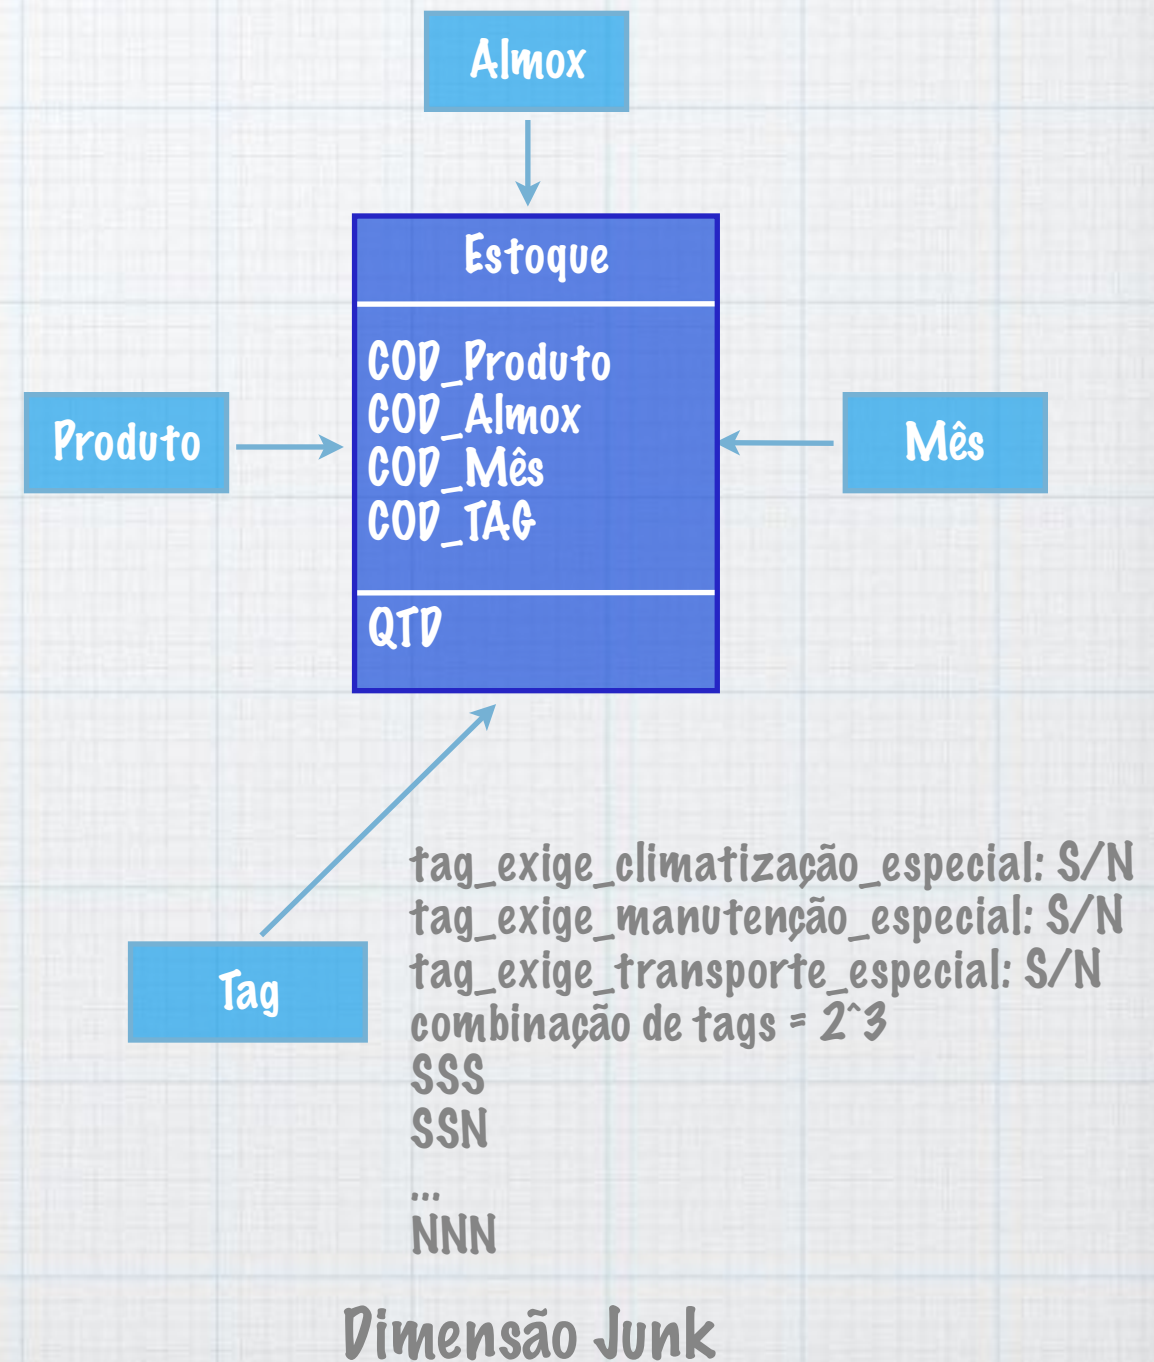 Almox
Estoque
COD_Produto
COD_Almox
COD_Mês
COD_TAG
QTD
Produto
Mês
Tag
tag_exige_climatização_especial: S/N
tag_exige_manutenção_especial: S/N
tag_exige_transporte_especial: S/N
combinação de tags = 2^3
SSS
SSN
...
NNN
Dimensão Junk